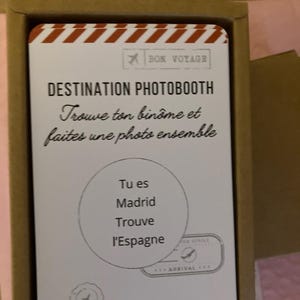 BON VOYAGE
DESTINATION PHOTOBOOTH
Trouve ton binôme et
faites une photo ensemble
Tu es
Madrid
Trouve
l'Espagne
ARRIVAL